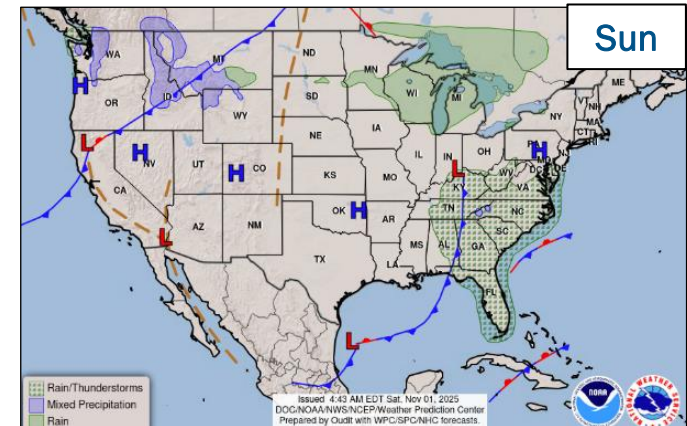 Sun
WA
MT
ND
MN
ME
OR
ID
SD
WI
MI
VT
NH
NY
MA
CT
RI
H
WY
L
IA
NE
IL
IN
OH
PA
H
NJ
MD
DE
DC
H
NV
UT
H
CO
KS
MO
L
KY
WV
VA
CA
OK
H
AR
TN
NC
L
AZ
NM
MS
AL
GA
SC
TX
LA
FL
L
Rain/Thunderstorms
Mixed Precipitation
Rain
Issued 4:43 AM EDT Sat. Nov 01, 2025
DOC/NOAA/NWS/NCEP/Weather Prediction Center
Prepared by Oudit with WPC/SPC/NHC forecasts.
NOAA
NATIONAL WEATHER SERVICE